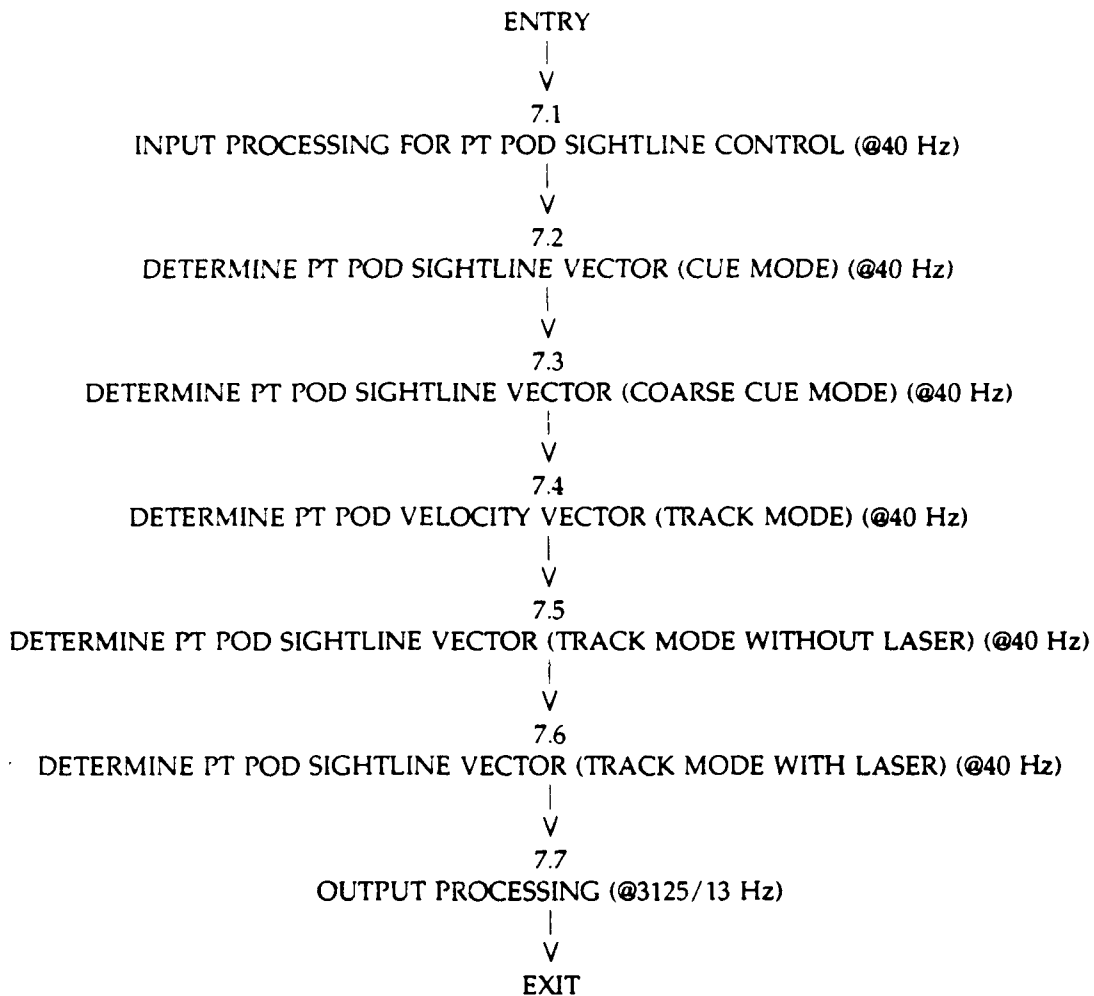 ENTRY
|
V
7.1
INPUT PROCESSING FOR PT POD SIGHTLINE CONTROL (@40 Hz)
|
V
7.2
DETERMINE PT POD SIGHTLINE VECTOR (CUE MODE) (@40 Hz)
|
V
7.3
DETERMINE PT POD SIGHTLINE VECTOR (COARSE CUE MODE) (@40 Hz)
|
V
7.4
DETERMINE PT POD VELOCITY VECTOR (TRACK MODE) (@40 Hz)
|
V
7.5
DETERMINE PT POD SIGHTLINE VECTOR (TRACK MODE WITHOUT LASER) (@40 Hz)
|
V
7.6
DETERMINE PT POD SIGHTLINE VECTOR (TRACK MODE WITH LASER) (@40 Hz)
|
V
7.7
OUTPUT PROCESSING (@3125/13 Hz)
|
V
EXIT